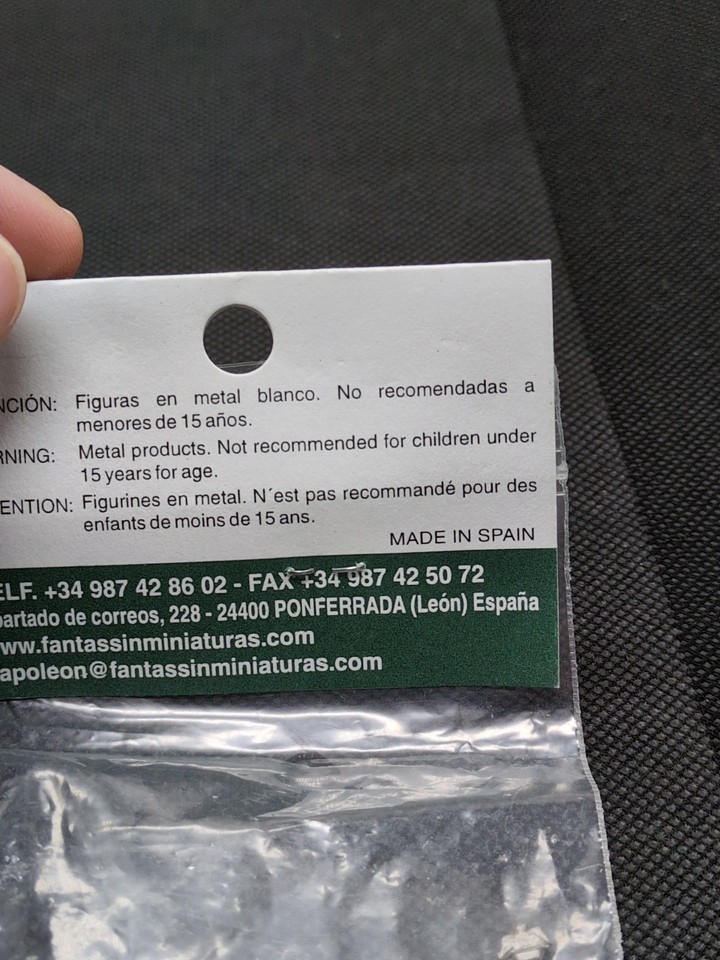 NCIÓN: Figuras en metal blanco. No recomendadas a
menores de 15 años.
RNING: Metal products. Not recommended for children under
15 years for age.
ENTION: Figurines en metal. N´est pas recommandé pour des
enfants de moins de 15 ans.
MADE IN SPAIN
ELF. +34 987 42 86 02 - FAX +34 987 42 50 72
partado de correos, 228 - 24400 PONFERRADA (León) España
ww.fantassinminiaturas.com
apoleon@fantassinminiaturas.com